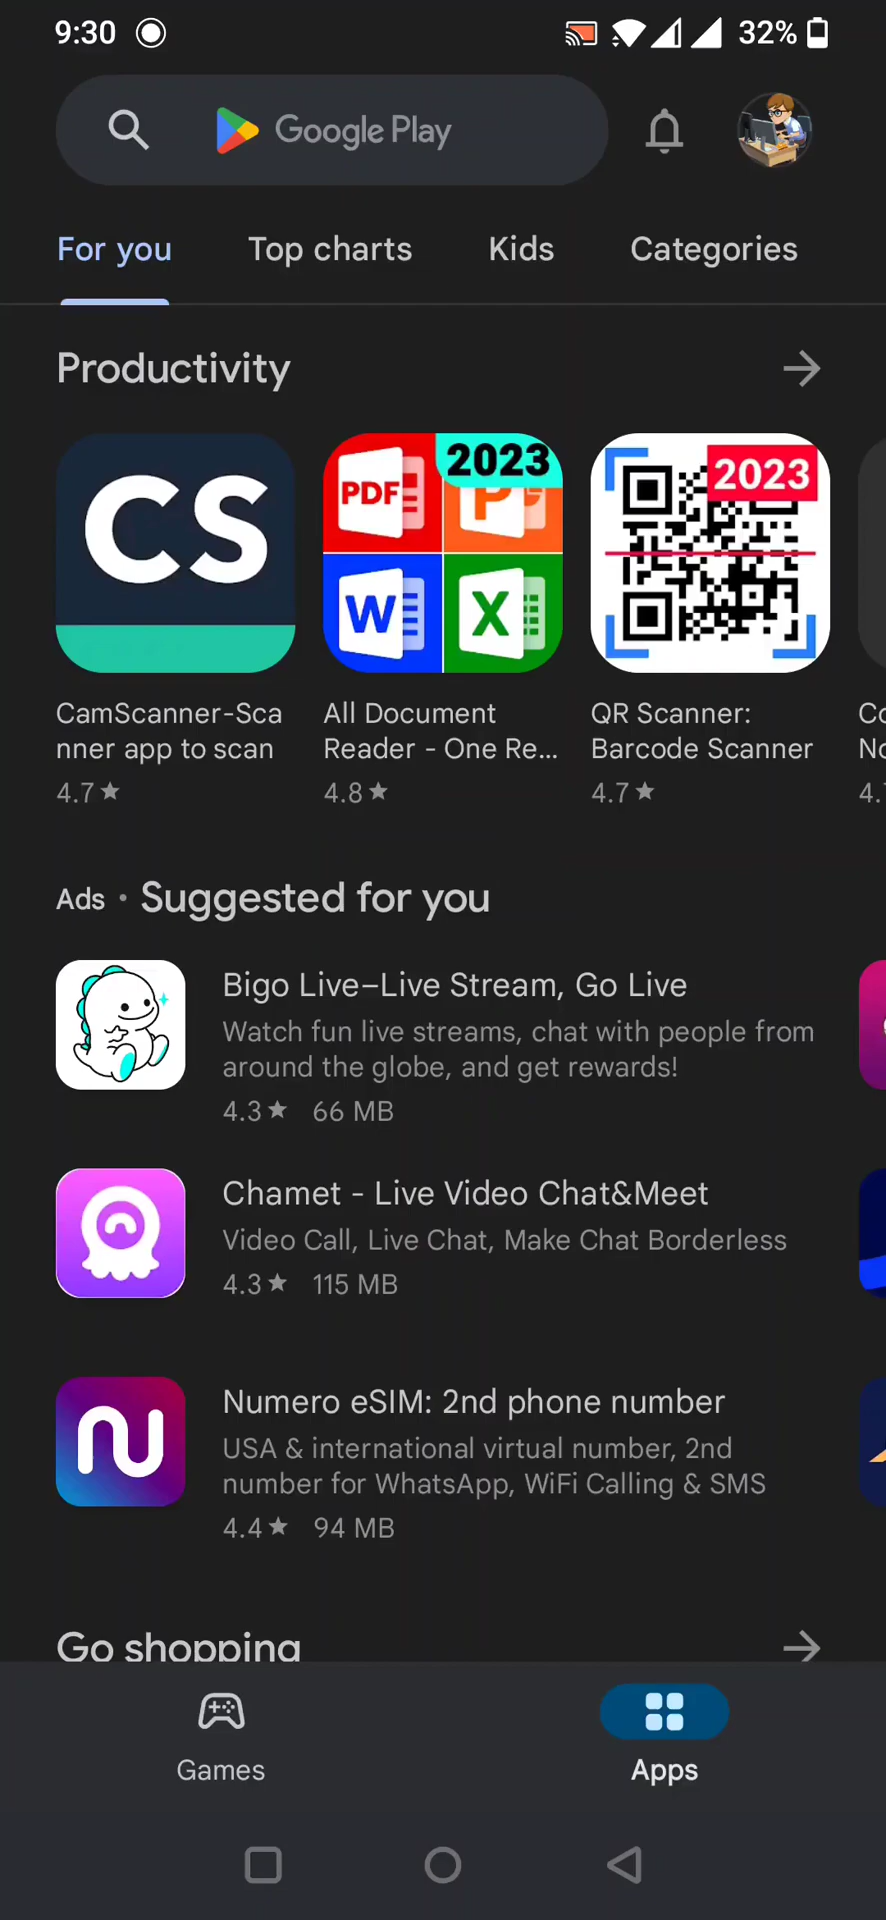 9:30
32%
Google Play
For you
Top charts
Kids
Categories
Productivity
CS
PDF
2023
P
W
X
2023
CamScanner-Sca
nner app to scan
4.7★
All Document
Reader - One Re...
4.8★
QR Scanner:
Barcode Scanner
4.7★
Co
No
4.
Ads • Suggested for you
Bigo Live–Live Stream, Go Live
Watch fun live streams, chat with people from
around the globe, and get rewards!
4.3★ 66 MB
Chamet - Live Video Chat&Meet
Video Call, Live Chat, Make Chat Borderless
4.3★ 115 MB
Numero eSIM: 2nd phone number
USA & international virtual number, 2nd
number for WhatsApp, WiFi Calling & SMS
4.4★ 94 MB
Go shopping
Games
Apps